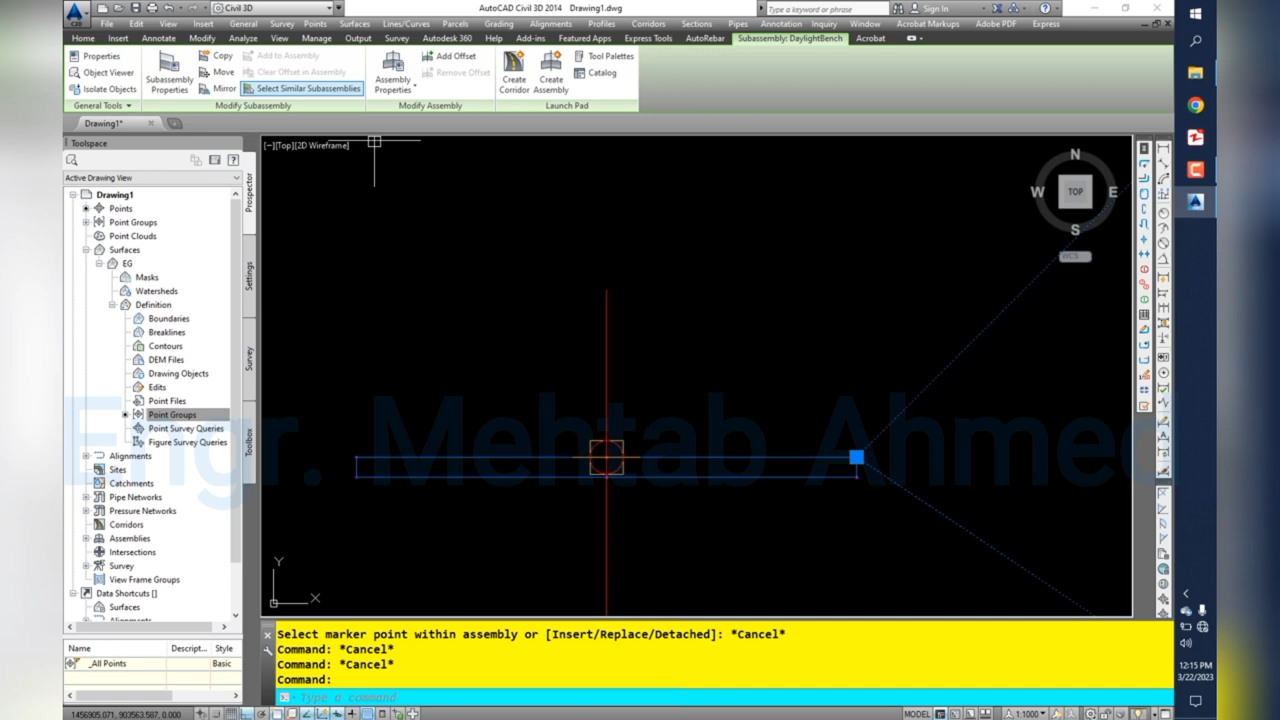 Civil 3D
AutoCAD Civil 3D 2014 Drawing1.dwg
Type a keyword or phrase
Sign In
File Edit View Insert General Survey Points Surfaces Lines/Curves Parcels Grading Alignments Profiles Corridors Sections Pipes Annotation Inquiry Window Acrobat Markups Adobe PDF Express
Home Insert Annotate Modify Analyze View Manage Output Survey Autodesk 360 Help Add-ins Featured Apps Express Tools AutoRebar Subassembly: DaylightBench Acrobat
Properties
Object Viewer
Isolate Objects
General Tools
Subassembly Properties
Copy
Move
Mirror
Add to Assembly
Clear Offset in Assembly
Select Similar Subassemblies
Modify Subassembly
Assembly Properties
Add Offset
Remove Offset
Modify Assembly
Create Corridor
Create Assembly
Tool Palettes
Catalog
Launch Pad
Drawing1*
Toolspace
Active Drawing View
Drawing1
Points
Point Groups
Point Clouds
Surfaces
EG
Masks
Watersheds
Definition
Boundaries
Breaklines
Contours
DEM Files
Drawing Objects
Edits
Point Files
Point Groups
Point Survey Queries
Figure Survey Queries
Alignments
Sites
Catchments
Pipe Networks
Pressure Networks
Corridors
Assemblies
Intersections
Survey
View Frame Groups
Data Shortcuts []
Surfaces
Prospector
Settings
Survey
Toolbox
Name Descript... Style
_All Points Basic
[−][Top][2D Wireframe]
N
W TOP E
S
WCS
Y
X
Engr. Mehtab Ahmed
Select marker point within assembly or [Insert/Replace/Detached]: *Cancel*
Command: *Cancel*
Command: *Cancel*
Command:
Type a command
1456905.071, 903563.587, 0.000
MODEL
1:1000
12:15 PM
3/22/2023